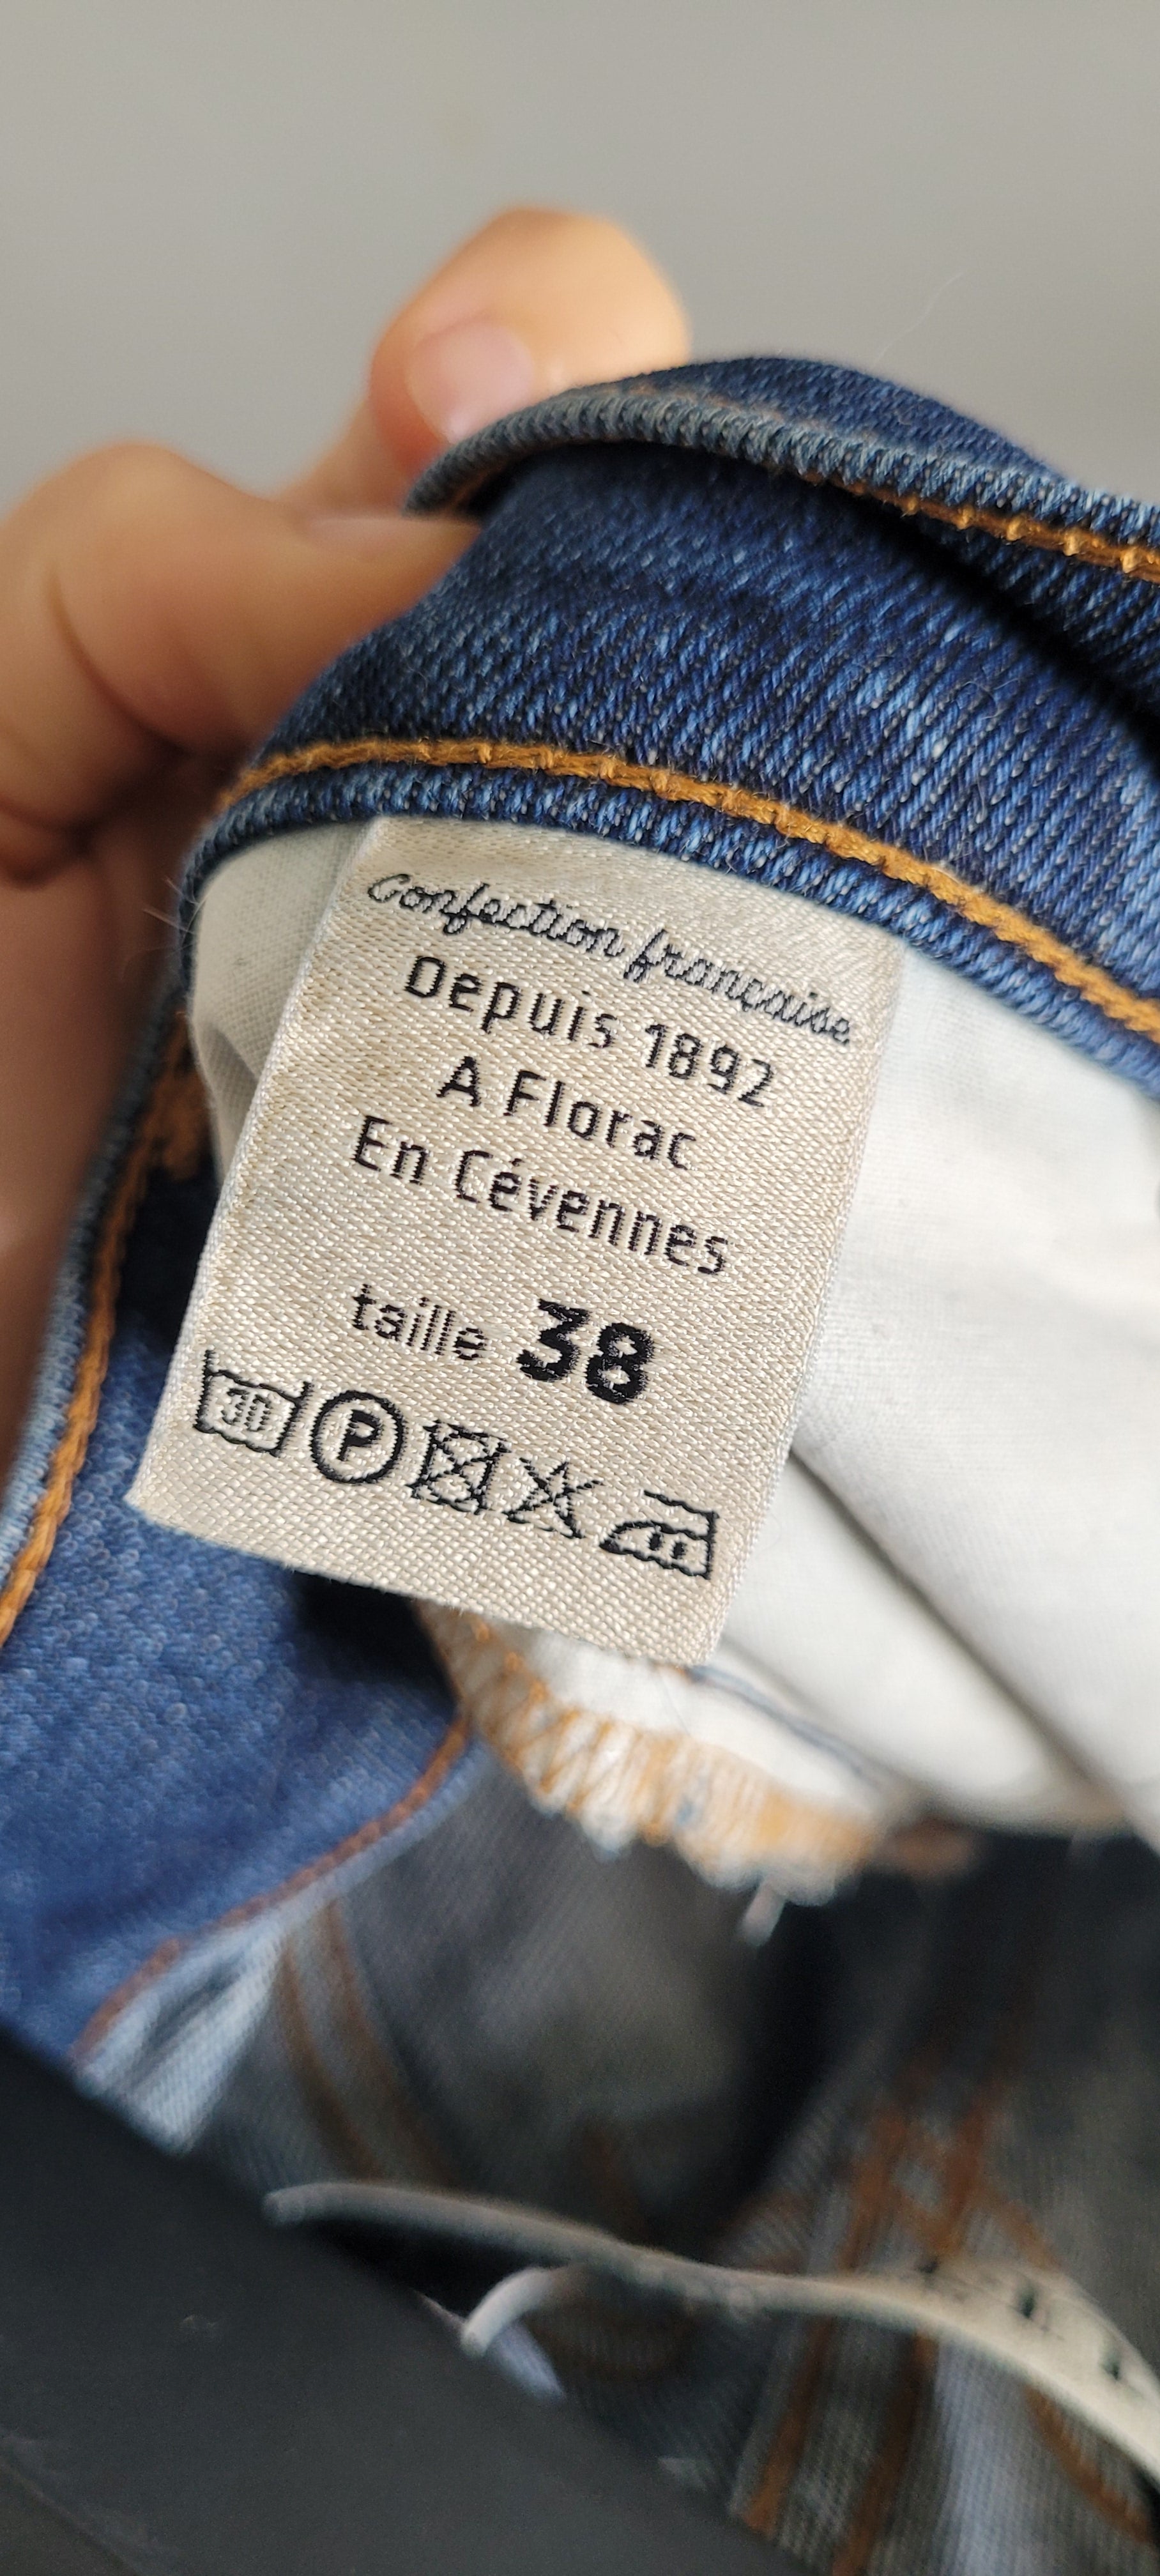 Confection française
Depuis 1892
A Florac
En Cévennes
taille 38
30 P